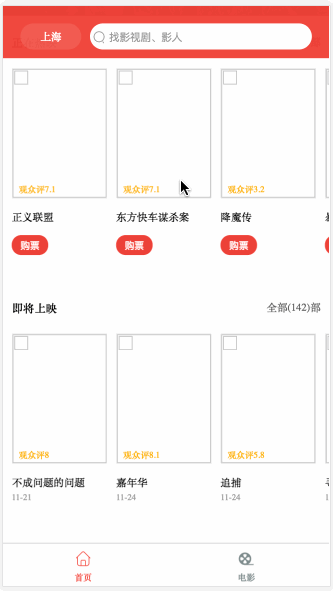 上海
找影视剧、影人
观众评7.1
观众评7.1
观众评3.2
正义联盟
东方快车谋杀案
降魔传
购票
购票
购票
即将上映
全部(142)部
观众评8
观众评8.1
观众评5.8
不成问题的问题
嘉年华
追捕
11-21
11-24
11-24
首页
电影